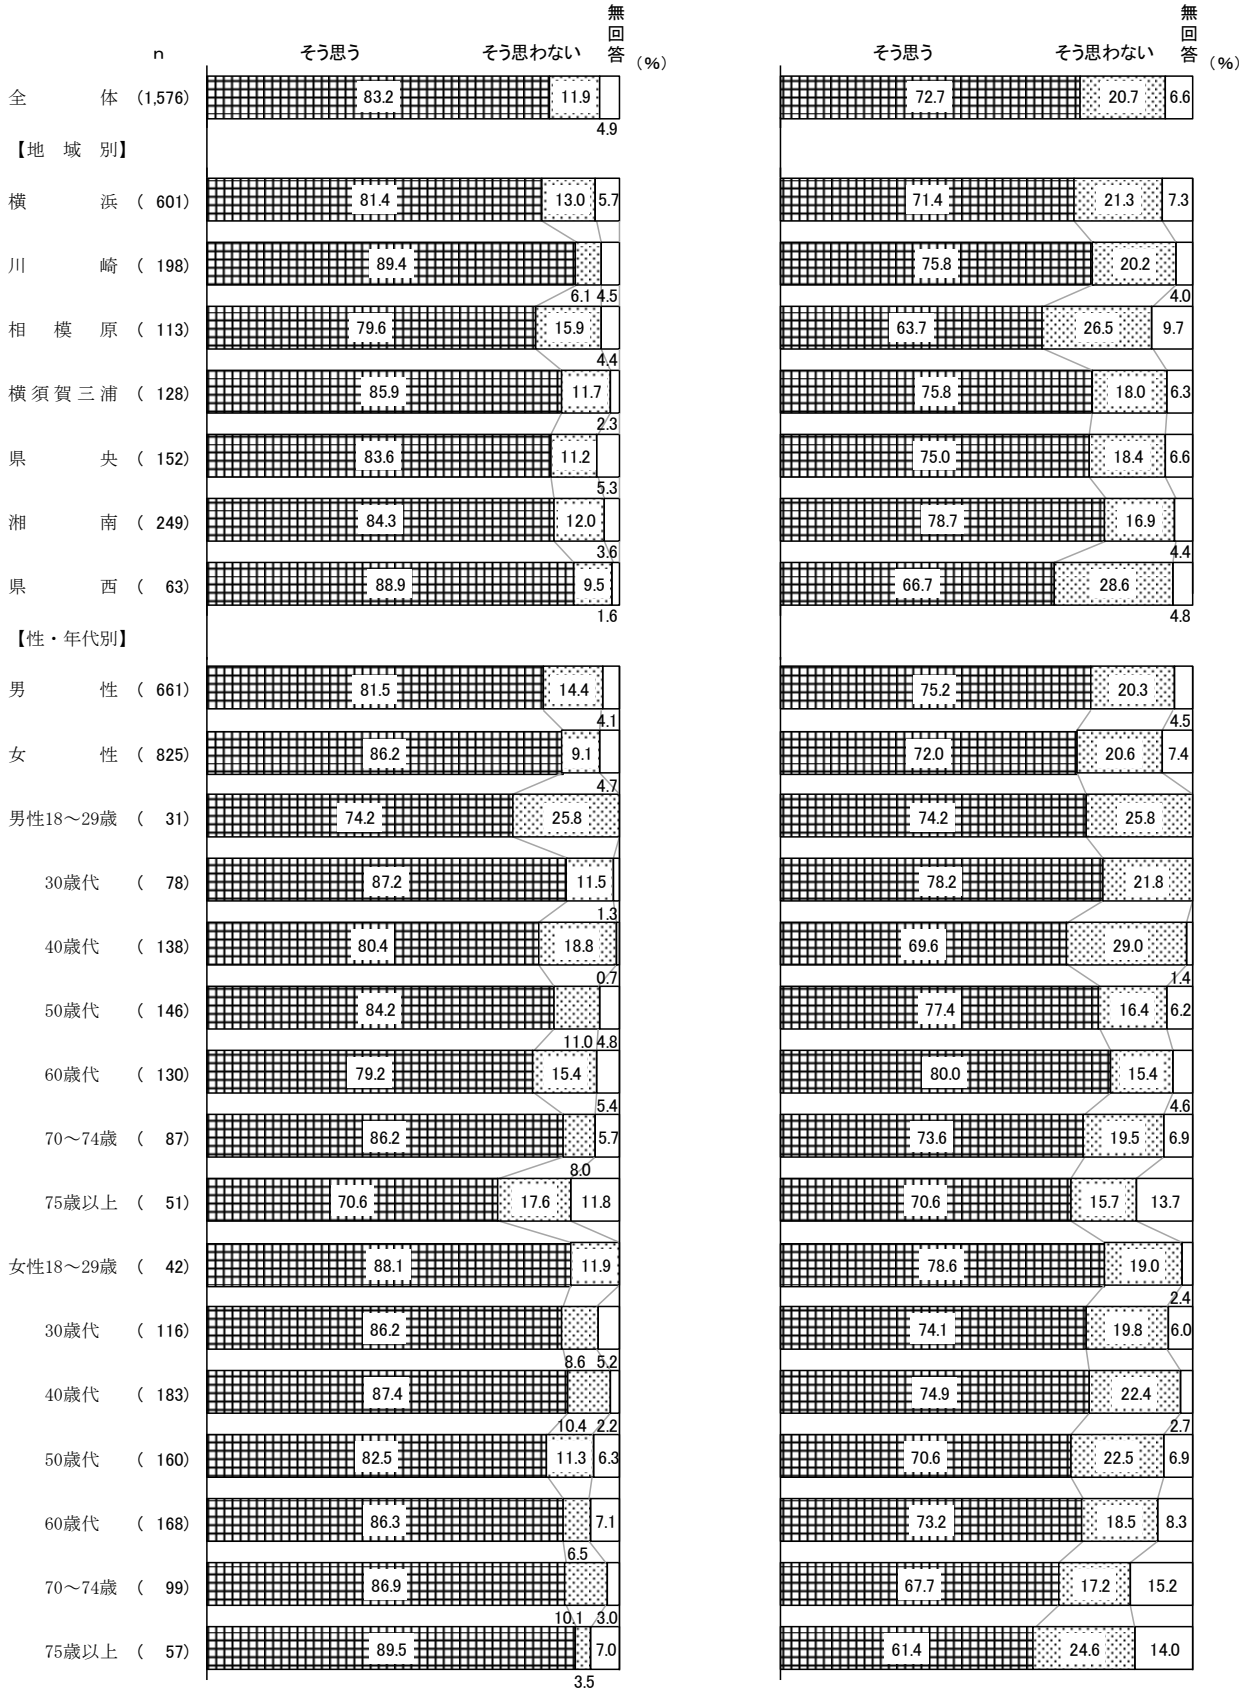 無回答 無回答
n そう思う そう思わない (%) そう思う そう思わない (%)
全体 (1,576) 83.2 11.9 4.9 72.7 20.7 6.6
【地域別】
横浜 ( 601) 81.4 13.0 5.7 71.4 21.3 7.3
川崎 ( 198) 89.4 6.1 4.5 75.8 20.2 4.0
相模原 ( 113) 79.6 15.9 4.4 63.7 26.5 9.7
横須賀三浦 ( 128) 85.9 11.7 2.3 75.8 18.0 6.3
県央 ( 152) 83.6 11.2 5.3 75.0 18.4 6.6
湘南 ( 249) 84.3 12.0 3.6 78.7 16.9 4.4
県西 ( 63) 88.9 9.5 1.6 66.7 28.6 4.8
【性・年代別】
男性 ( 661) 81.5 14.4 4.1 75.2 20.3 4.5
女性 ( 825) 86.2 9.1 4.7 72.0 20.6 7.4
男性18～29歳 ( 31) 74.2 25.8 74.2 25.8
30歳代 ( 78) 87.2 11.5 1.3 78.2 21.8
40歳代 ( 138) 80.4 18.8 0.7 69.6 29.0 1.4
50歳代 ( 146) 84.2 11.0 4.8 77.4 16.4 6.2
60歳代 ( 130) 79.2 15.4 5.4 80.0 15.4 4.6
70～74歳 ( 87) 86.2 8.0 5.7 73.6 19.5 6.9
75歳以上 ( 51) 70.6 17.6 11.8 70.6 15.7 13.7
女性18～29歳 ( 42) 88.1 11.9 78.6 19.0 2.4
30歳代 ( 116) 86.2 8.6 5.2 74.1 19.8 6.0
40歳代 ( 183) 87.4 10.4 2.2 74.9 22.4 2.7
50歳代 ( 160) 82.5 11.3 6.3 70.6 22.5 6.9
60歳代 ( 168) 86.3 6.5 7.1 73.2 18.5 8.3
70～74歳 ( 99) 86.9 10.1 3.0 67.7 17.2 15.2
75歳以上 ( 57) 89.5 3.5 7.0 61.4 24.6 14.0